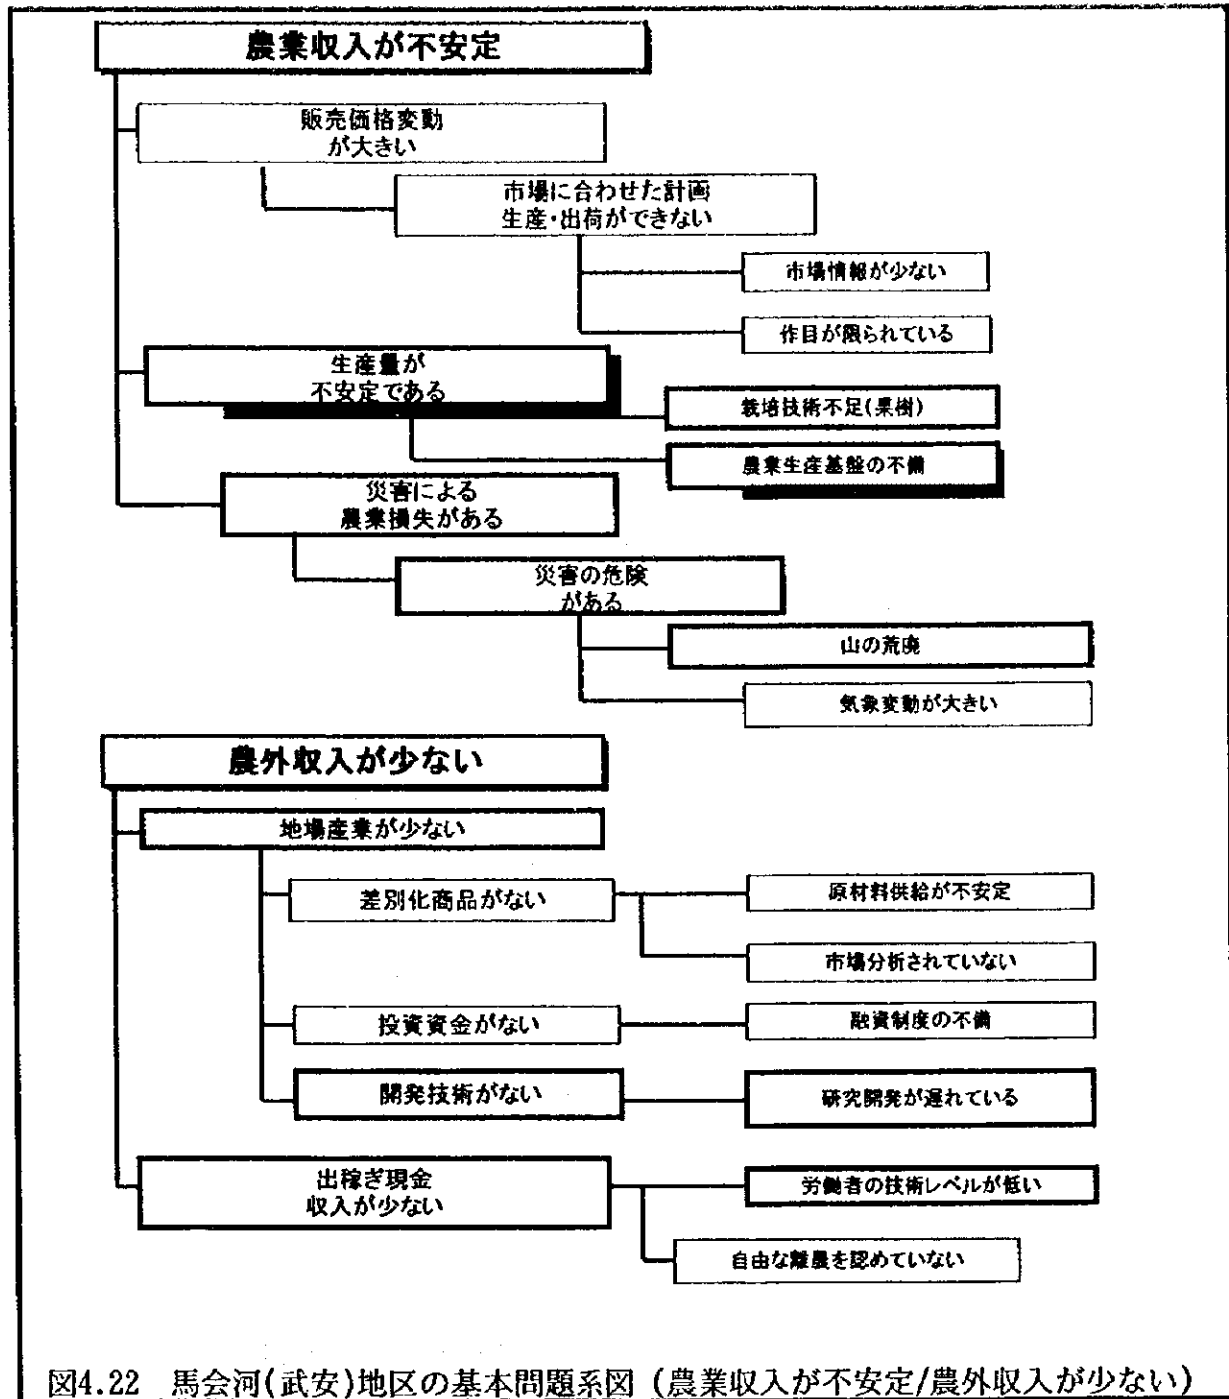 農業収入が不安定
販売価格変動
が大きい
市場に合わせた計画
生産・出荷ができない
市場情報が少ない
作目が限られている
生産量が
不安定である
栽培技術不足(果樹)
農業生産基盤の不備
災害による
農業損失がある
災害の危険
がある
山の荒廃
気象変動が大きい
農外収入が少ない
地場産業が少ない
差別化商品がない
原材料供給が不安定
市場分析されていない
投資資金がない
融資制度の不備
開発技術がない
研究開発が遅れている
出稼ぎ現金
収入が少ない
労働者の技術レベルが低い
自由な離農を認めていない
図4.22 馬会河(武安)地区の基本問題系図 (農業収入が不安定/農外収入が少ない)